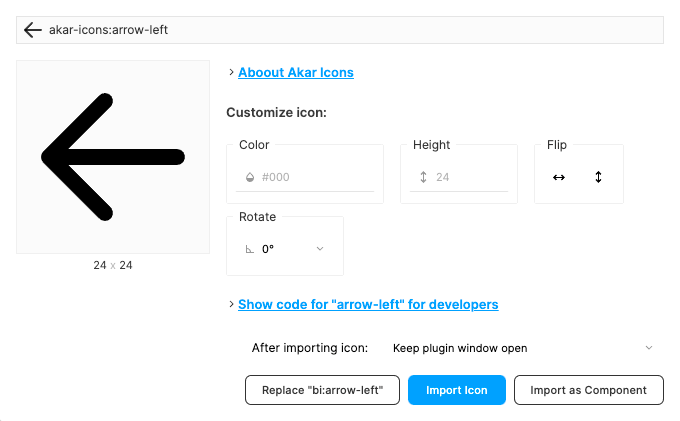 akar-icons:arrow-left
Aboout Akar Icons
Customize icon:
Color
Height
Flip
#000
24
Rotate
0°
24 x 24
Show code for "arrow-left" for developers
After importing icon: Keep plugin window open
Replace "bi:arrow-left"
Import Icon
Import as Component